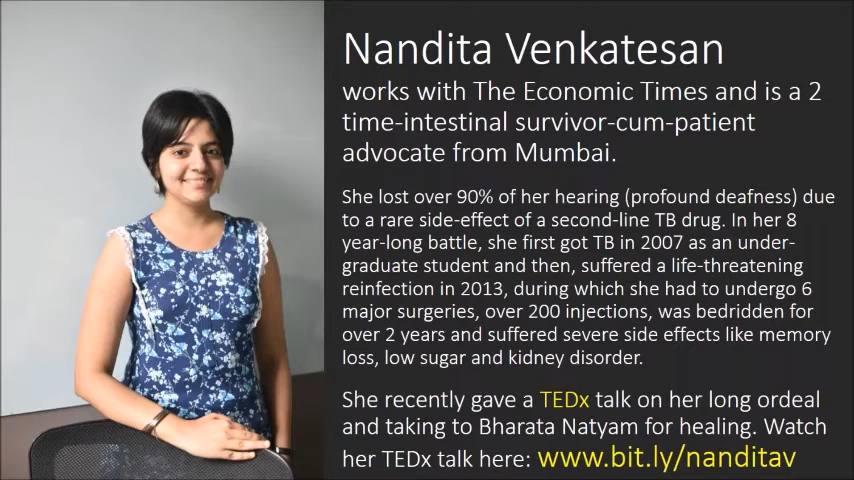 Nandita Venkatesan
works with The Economic Times and is a 2
time-intestinal survivor-cum-patient
advocate from Mumbai.
She lost over 90% of her hearing (profound deafness) due
to a rare side-effect of a second-line TB drug. In her 8
year-long battle, she first got TB in 2007 as an under-
graduate student and then, suffered a life-threatening
reinfection in 2013, during which she had to undergo 6
major surgeries, over 200 injections, was bedridden for
over 2 years and suffered severe side effects like memory
loss, low sugar and kidney disorder.
She recently gave a TEDx talk on her long ordeal
and taking to Bharata Natyam for healing. Watch
her TEDx talk here: www.bit.ly/nanditav